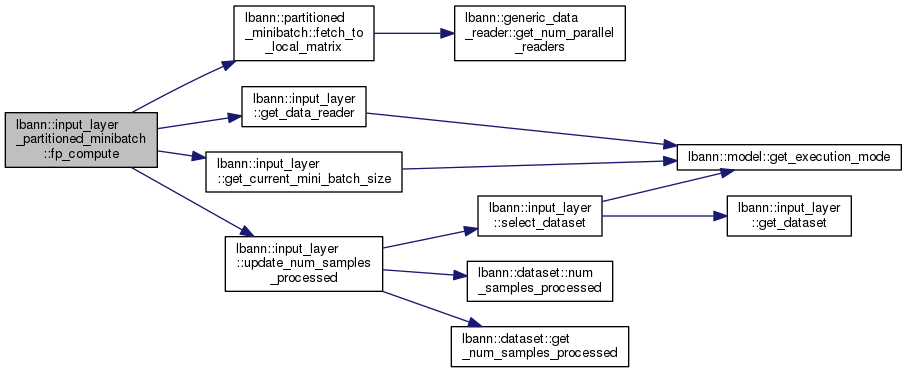 lbann::input_layer
_partitioned_minibatch
::fp_compute
lbann::partitioned
_minibatch::fetch_to
_local_matrix
lbann::generic_data
_reader::get_num_parallel
_readers
lbann::input_layer
::get_data_reader
lbann::input_layer
::get_current_mini_batch_size
lbann::model::get_execution_mode
lbann::input_layer
::update_num_samples
_processed
lbann::input_layer
::select_dataset
lbann::input_layer
::get_dataset
lbann::dataset::num
_samples_processed
lbann::dataset::get
_num_samples_processed